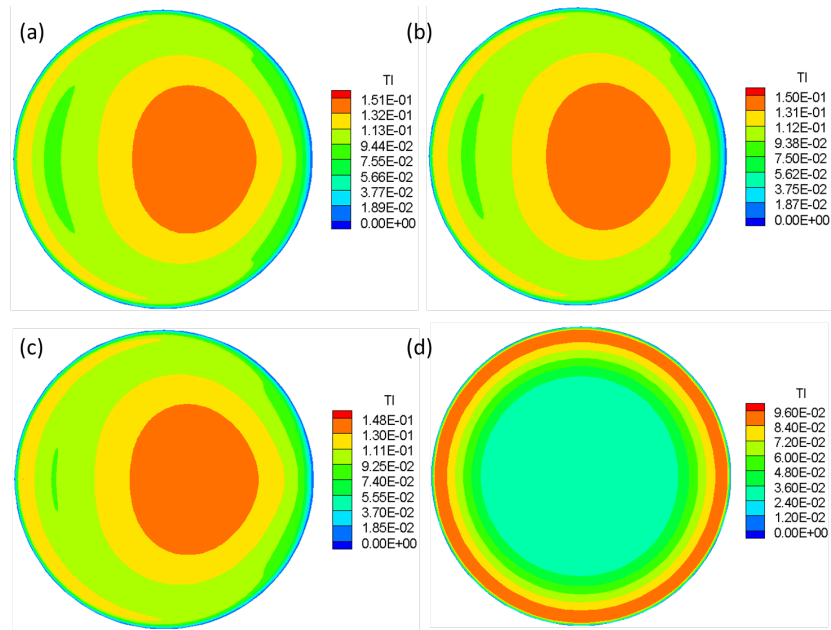 (a)
TI
1.51E-01
1.32E-01
1.13E-01
9.44E-02
7.55E-02
5.66E-02
3.77E-02
1.89E-02
0.00E+00
(b)
TI
1.50E-01
1.31E-01
1.12E-01
9.38E-02
7.50E-02
5.62E-02
3.75E-02
1.87E-02
0.00E+00
(c)
TI
1.48E-01
1.30E-01
1.11E-01
9.25E-02
7.40E-02
5.55E-02
3.70E-02
1.85E-02
0.00E+00
(d)
TI
9.60E-02
8.40E-02
7.20E-02
6.00E-02
4.80E-02
3.60E-02
2.40E-02
1.20E-02
0.00E+00